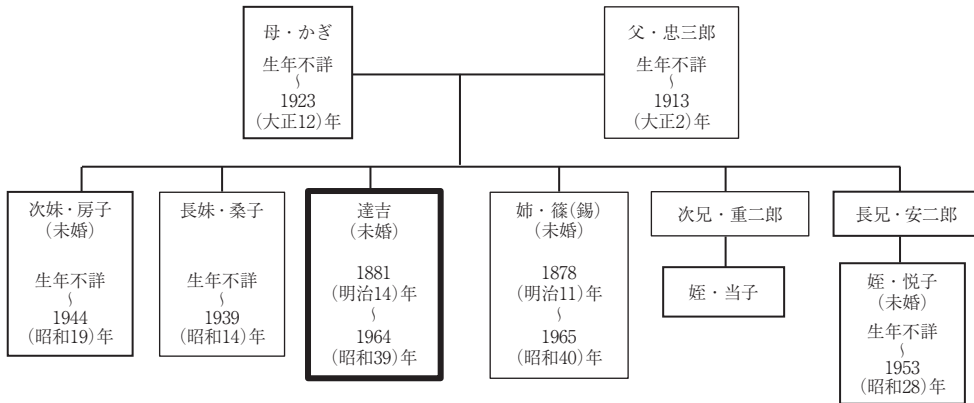 母・かぎ
生年不詳
～
1923
(大正12)年
父・忠三郎
生年不詳
～
1913
(大正2)年
次妹・房子
(未婚)
生年不詳
～
1944
(昭和19)年
長妹・桑子
生年不詳
～
1939
(昭和14)年
達吉
(未婚)
1881
(明治14)年
～
1964
(昭和39)年
姉・篠(錫)
(未婚)
1878
(明治11)年
～
1965
(昭和40)年
次兄・重二郎
姪・当子
長兄・安二郎
姪・悦子
(未婚)
生年不詳
～
1953
(昭和28)年